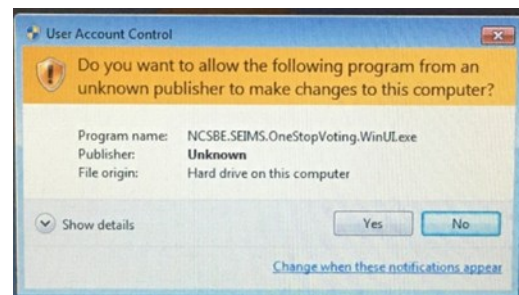 User Account Control
Do you want to allow the following program from an
unknown publisher to make changes to this computer?
Program name: NCSBE.SEIMS.OneStopVoting.WinUI.exe
Publisher: Unknown
File origin: Hard drive on this computer
Show details
Yes
No
Change when these notifications appear